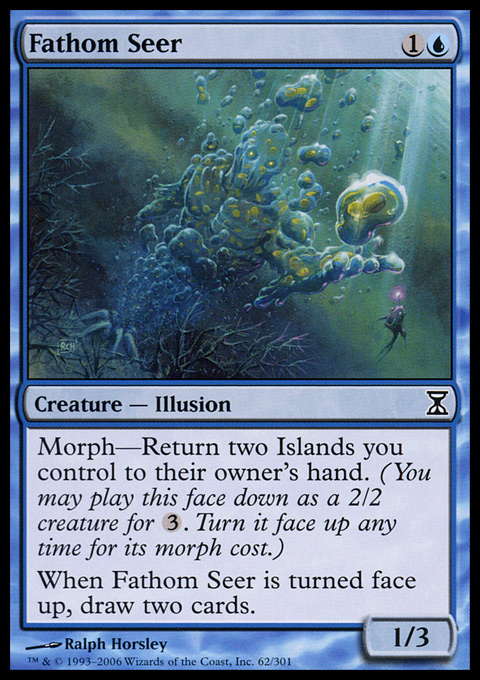 Fathom Seer
1
RCH
Creature — Illusion
Morph—Return two Islands you
control to their owner's hand. (You
may play this face down as a 2/2
creature for 3. Turn it face up any
time for its morph cost.)
When Fathom Seer is turned face
up, draw two cards.
Ralph Horsley
1/3
™ & © 1993–2006 Wizards of the Coast, Inc. 62/301